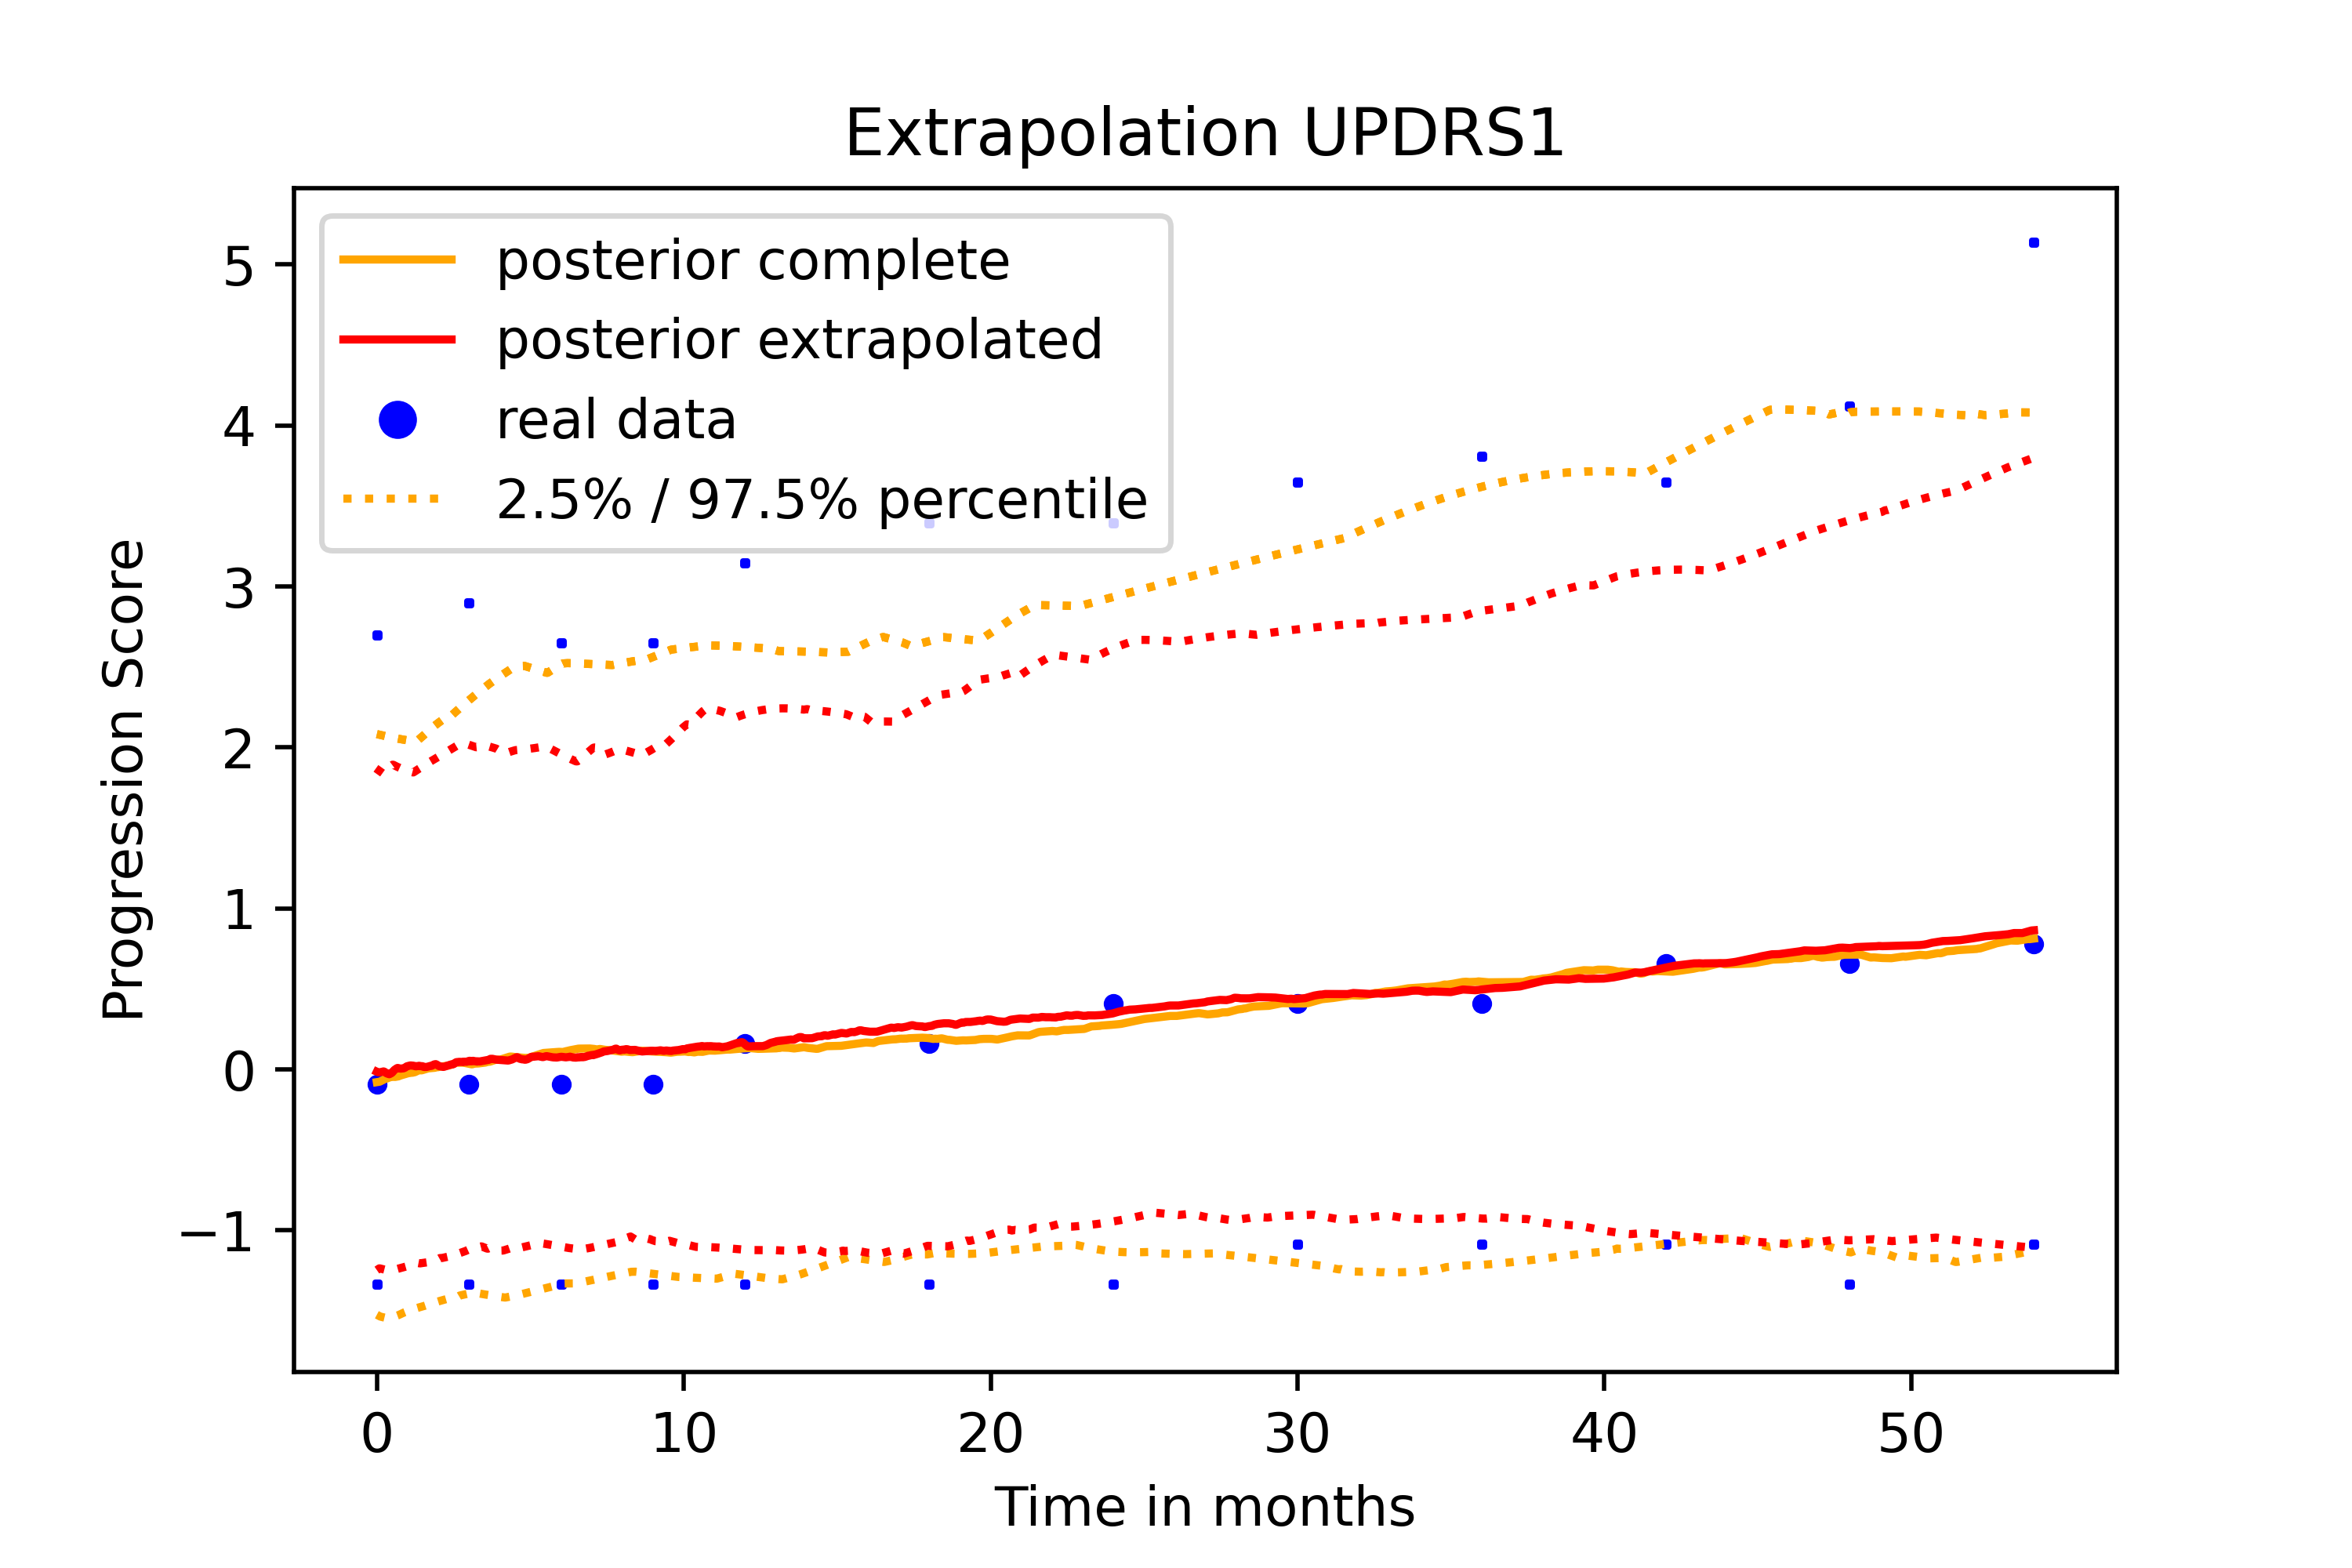 Extrapolation UPDRS1
posterior complete
posterior extrapolated
real data
2.5% / 97.5% percentile
Progression Score
5
4
3
2
1
0
−1
0 10 20 30 40 50
Time in months